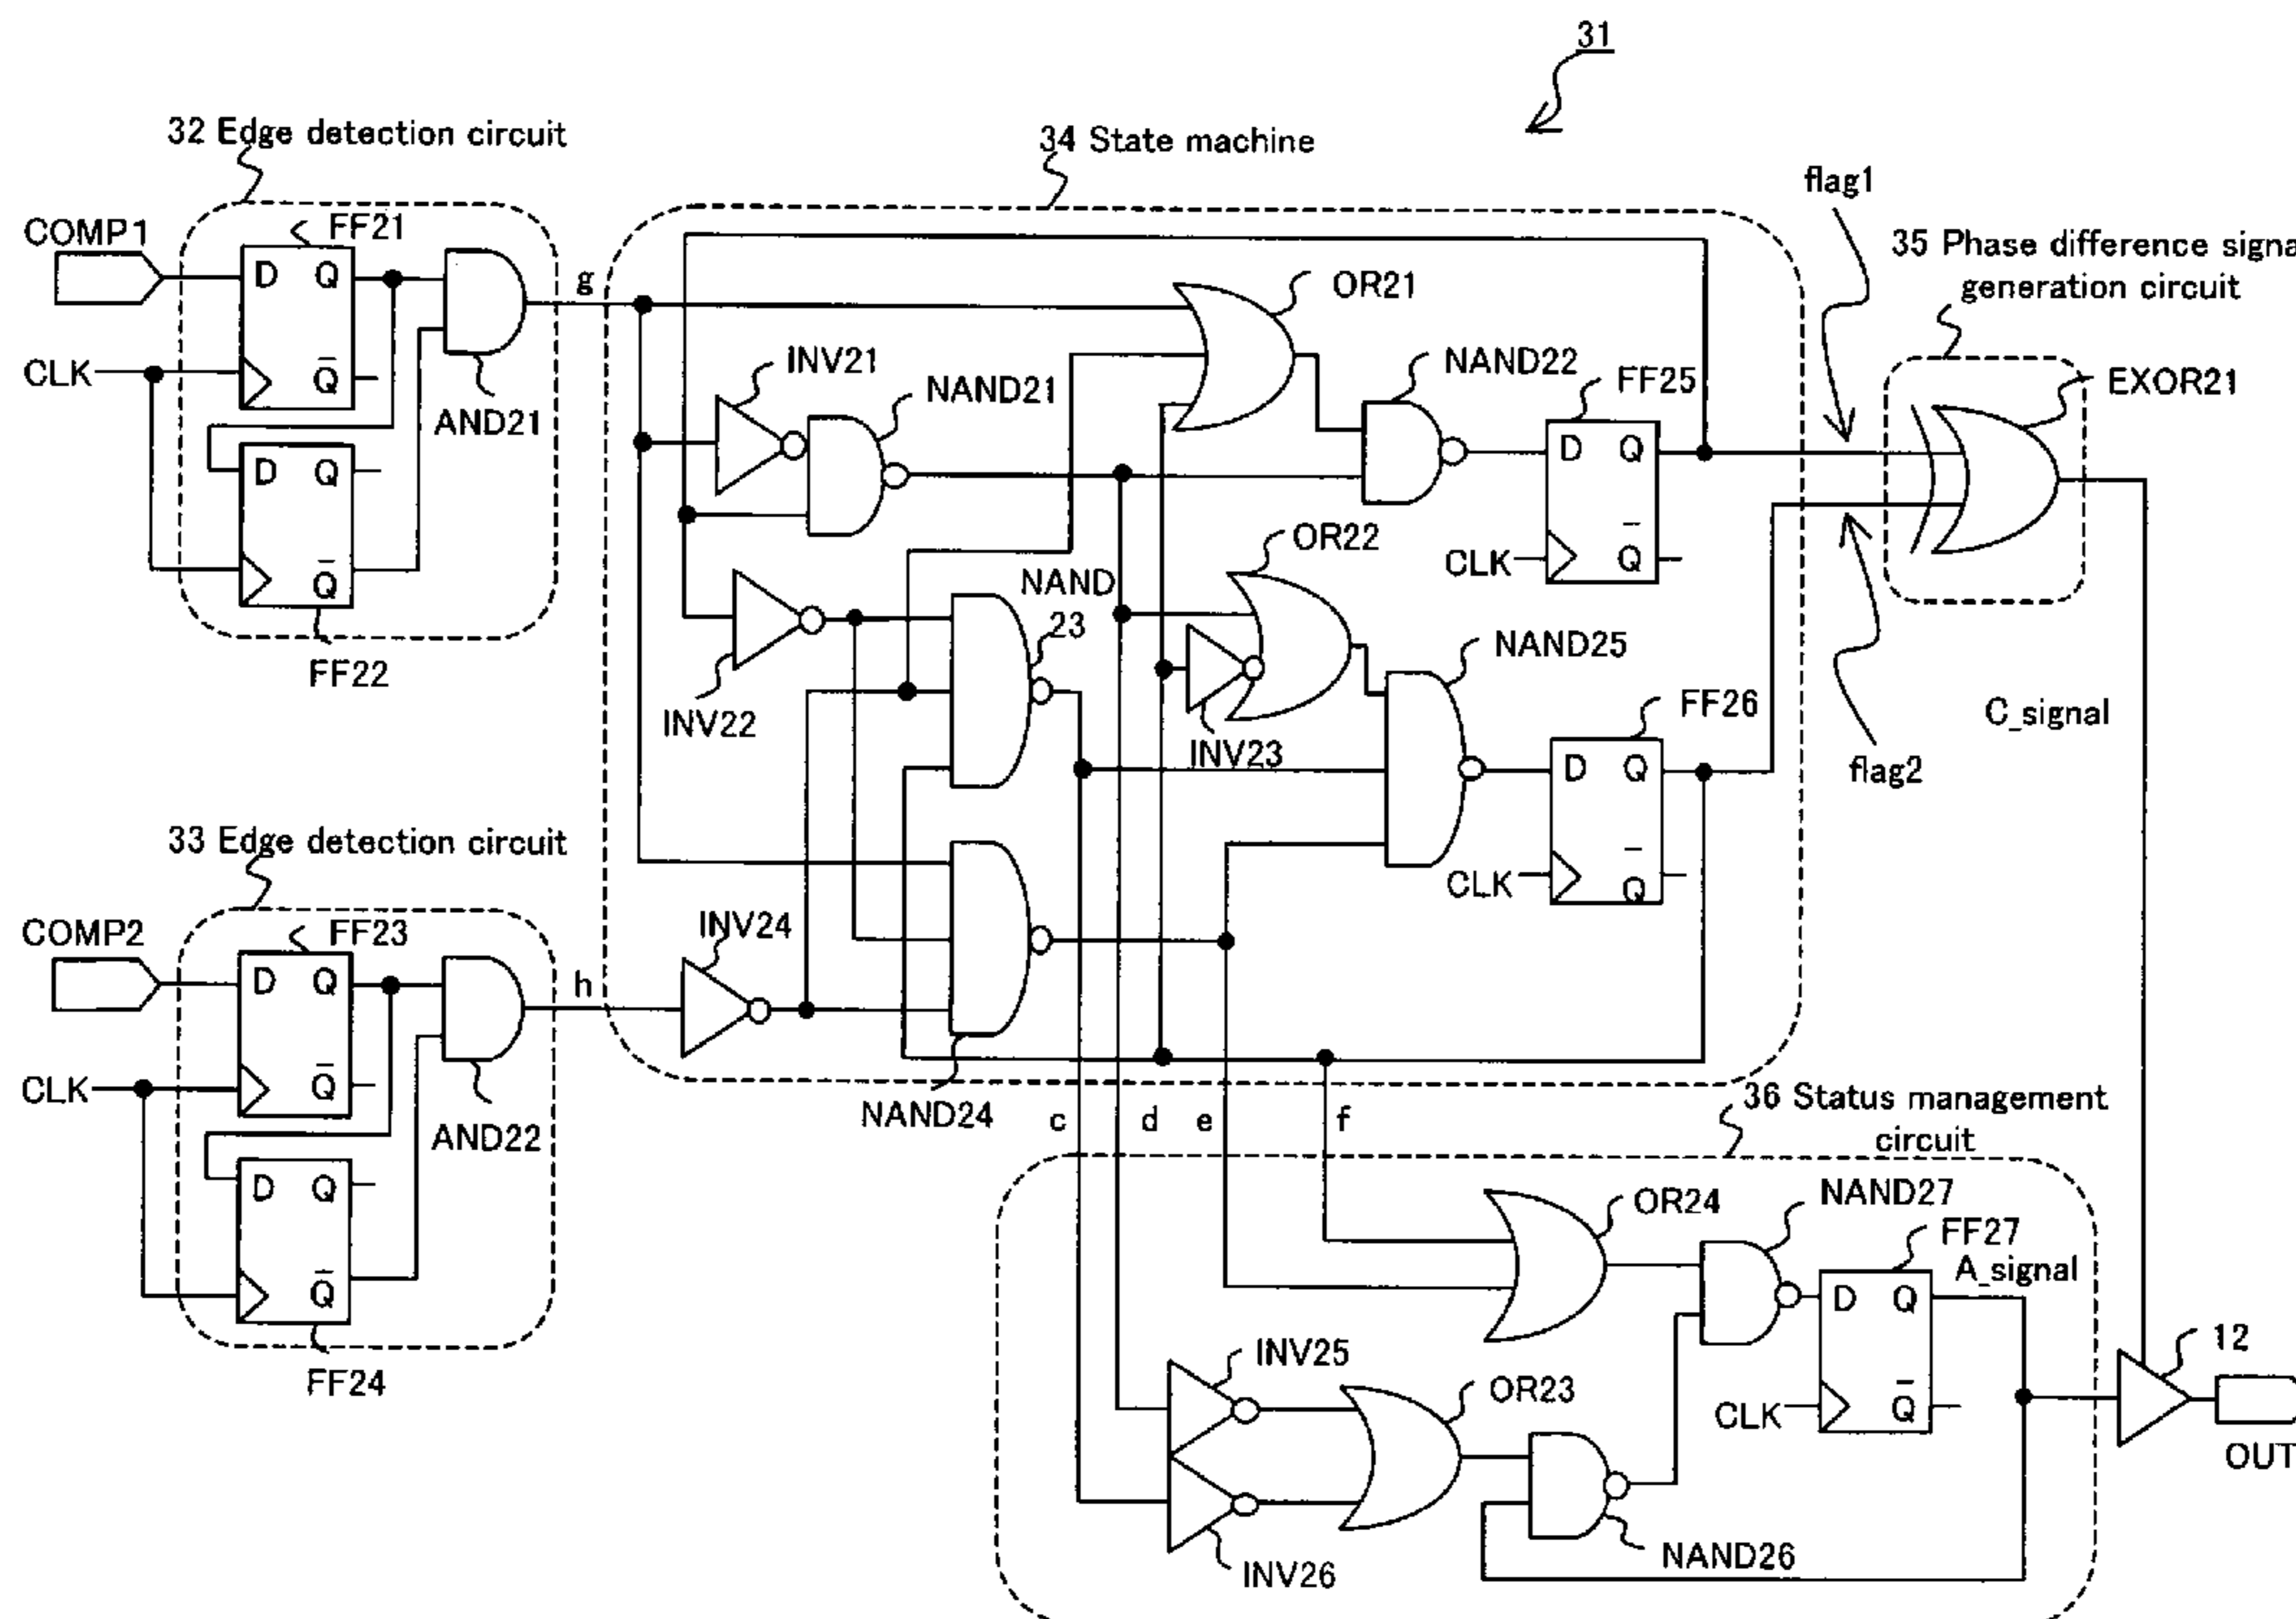 31
32 Edge detection circuit
34 State machine
flag1
COMP1
FF21
D Q
Q
CLK
AND21
D Q
Q
FF22
g
INV21
NAND21
OR21
NAND22
FF25
D Q
Q
CLK
35 Phase difference signa
generation circuit
EXOR21
INV22
NAND
23
OR22
INV23
NAND25
FF26
D Q
Q
CLK
flag2
C_signal
33 Edge detection circuit
COMP2
FF23
D Q
Q
CLK
AND22
D Q
Q
FF24
h
INV24
NAND24
c d e f
36 Status management
circuit
OR24
NAND27
FF27
A_signal
D Q
Q
CLK
INV25
OR23
INV26
NAND26
12
OUT